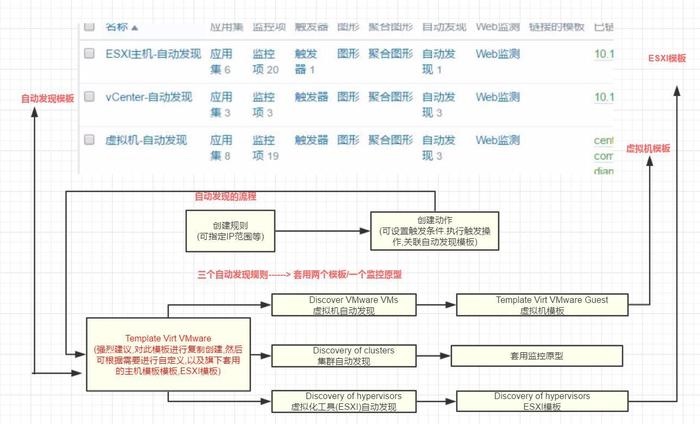 名称 应用集 监控项 触发器 图形 聚合图形 自动发现 Web监测 链接的模板 已链
ESXI主机-自动发现 应用集 6 监控项 20 触发器 1 图形 聚合图形 自动发现 1 Web监测 10.1
vCenter-自动发现 应用集 3 监控项 3 触发器 图形 聚合图形 自动发现 3 Web监测 10.1
虚拟机-自动发现 应用集 8 监控项 19 触发器 图形 聚合图形 自动发现 3 Web监测 cent
com
dian
ESXI模板
自动发现模板
虚拟机模板
自动发现的流程
创建规则
(可指定IP范围等)
创建动作
(可设置触发条件.执行触发操
作,关联自动发现模板)
三个自动发现规则------> 套用两个模板/一个监控原型
Discover VMware VMs
虚拟机自动发现
Template Virt VMware Guest
虚拟机模板
Template Virt VMware
(强烈建议,对此模板进行复制创建,然后
可根据需要进行自定义,以及旗下套用
的主机模板模板,ESXI模板)
Discovery of clusters
集群自动发现
套用监控原型
Discovery of hypervisors
虚拟化工具(ESXI)自动发现
Discovery of hypervisors
ESXI模板